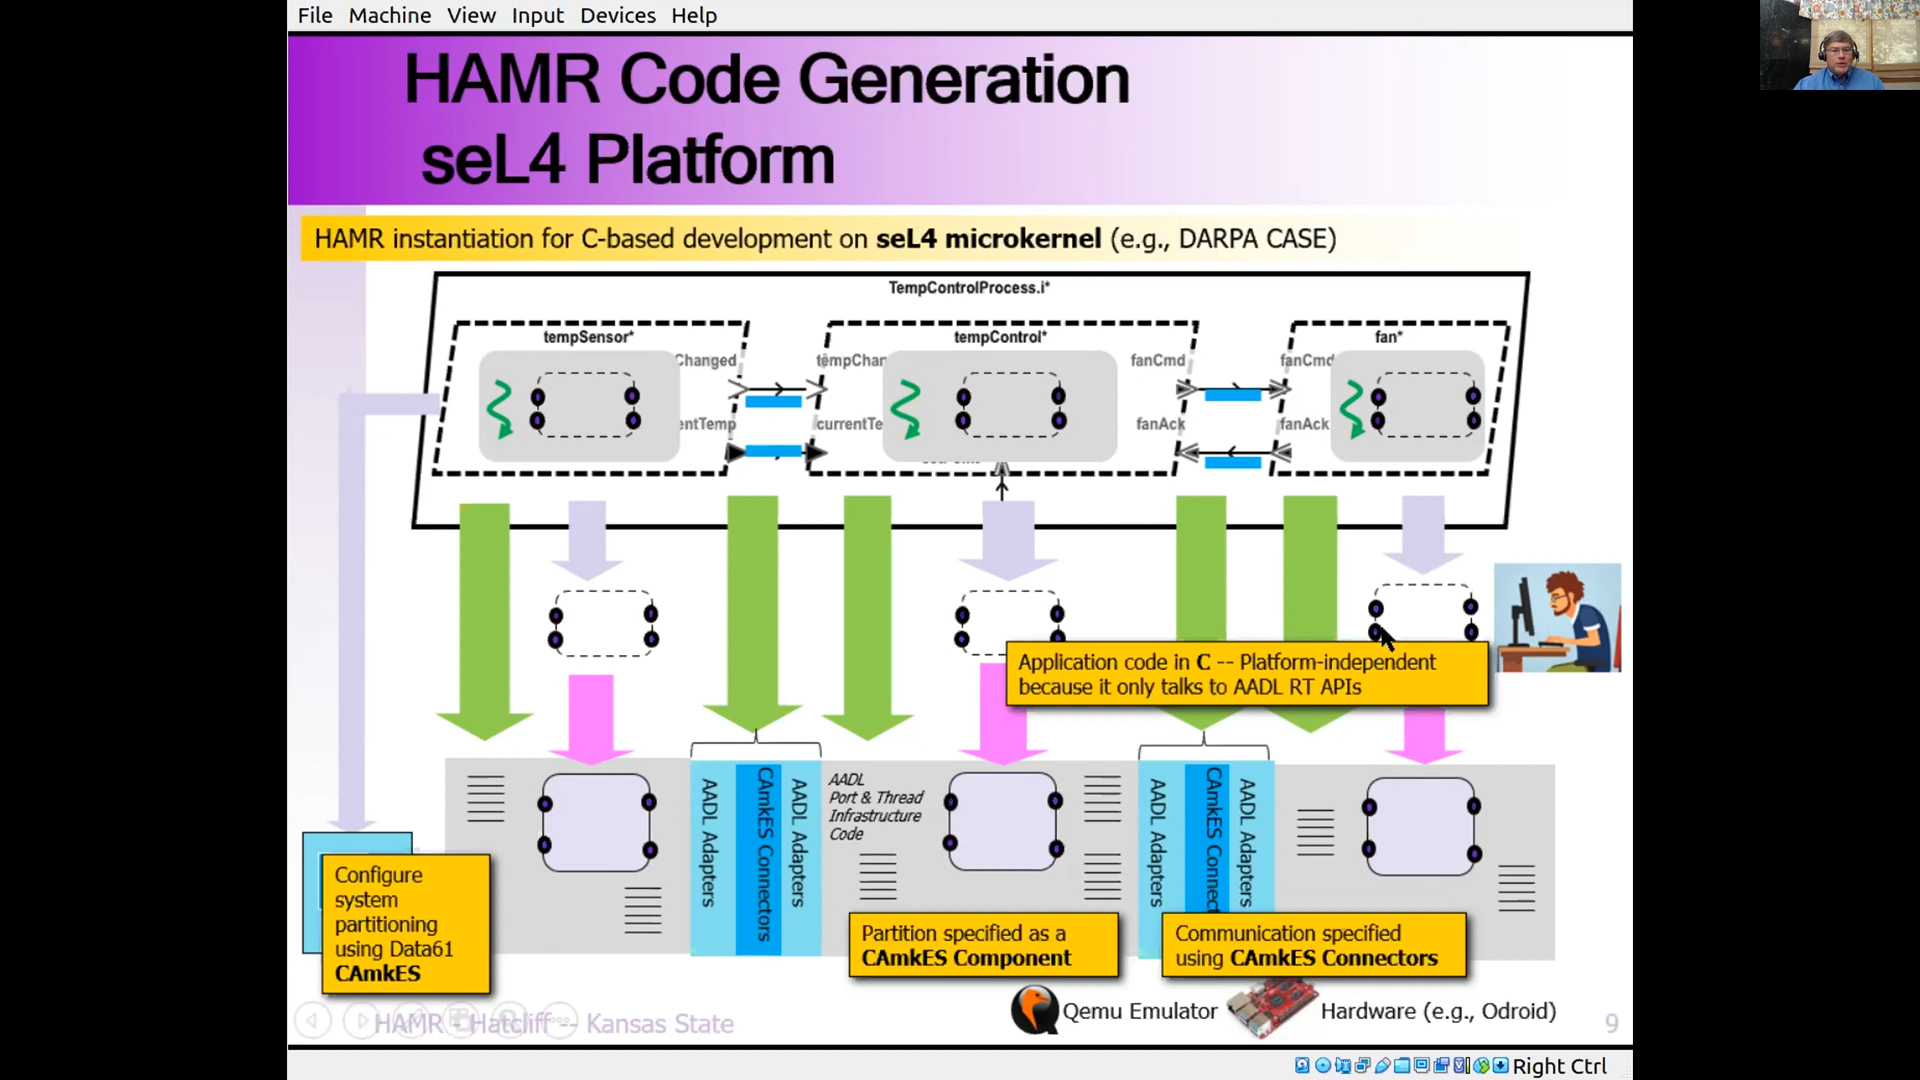 File Machine View Input Devices Help
HAMR Code Generation
seL4 Platform
HAMR instantiation for C-based development on seL4 microkernel (e.g., DARPA CASE)
TempControlProcess.i*
tempSensor*
tempControl*
fan*
Changed
tempChan
fanCmd
fanCmd
entTemp
currentTe
fanAck
fanAck
Application code in C -- Platform-independent
because it only talks to AADL RT APIs
AADL Adapters
CAmkES Connectors
AADL Adapters
AADL
Port & Thread
Infrastructure
Code
AADL Adapters
CAmkES Connect
AADL Adapters
Configure
system
partitioning
using Data61
CAmkES
Partition specified as a
CAmkES Component
Communication specified
using CAmkES Connectors
Qemu Emulator
Hardware (e.g., Odroid)
HAMR - Hatcliff -- Kansas State
9
Right Ctrl